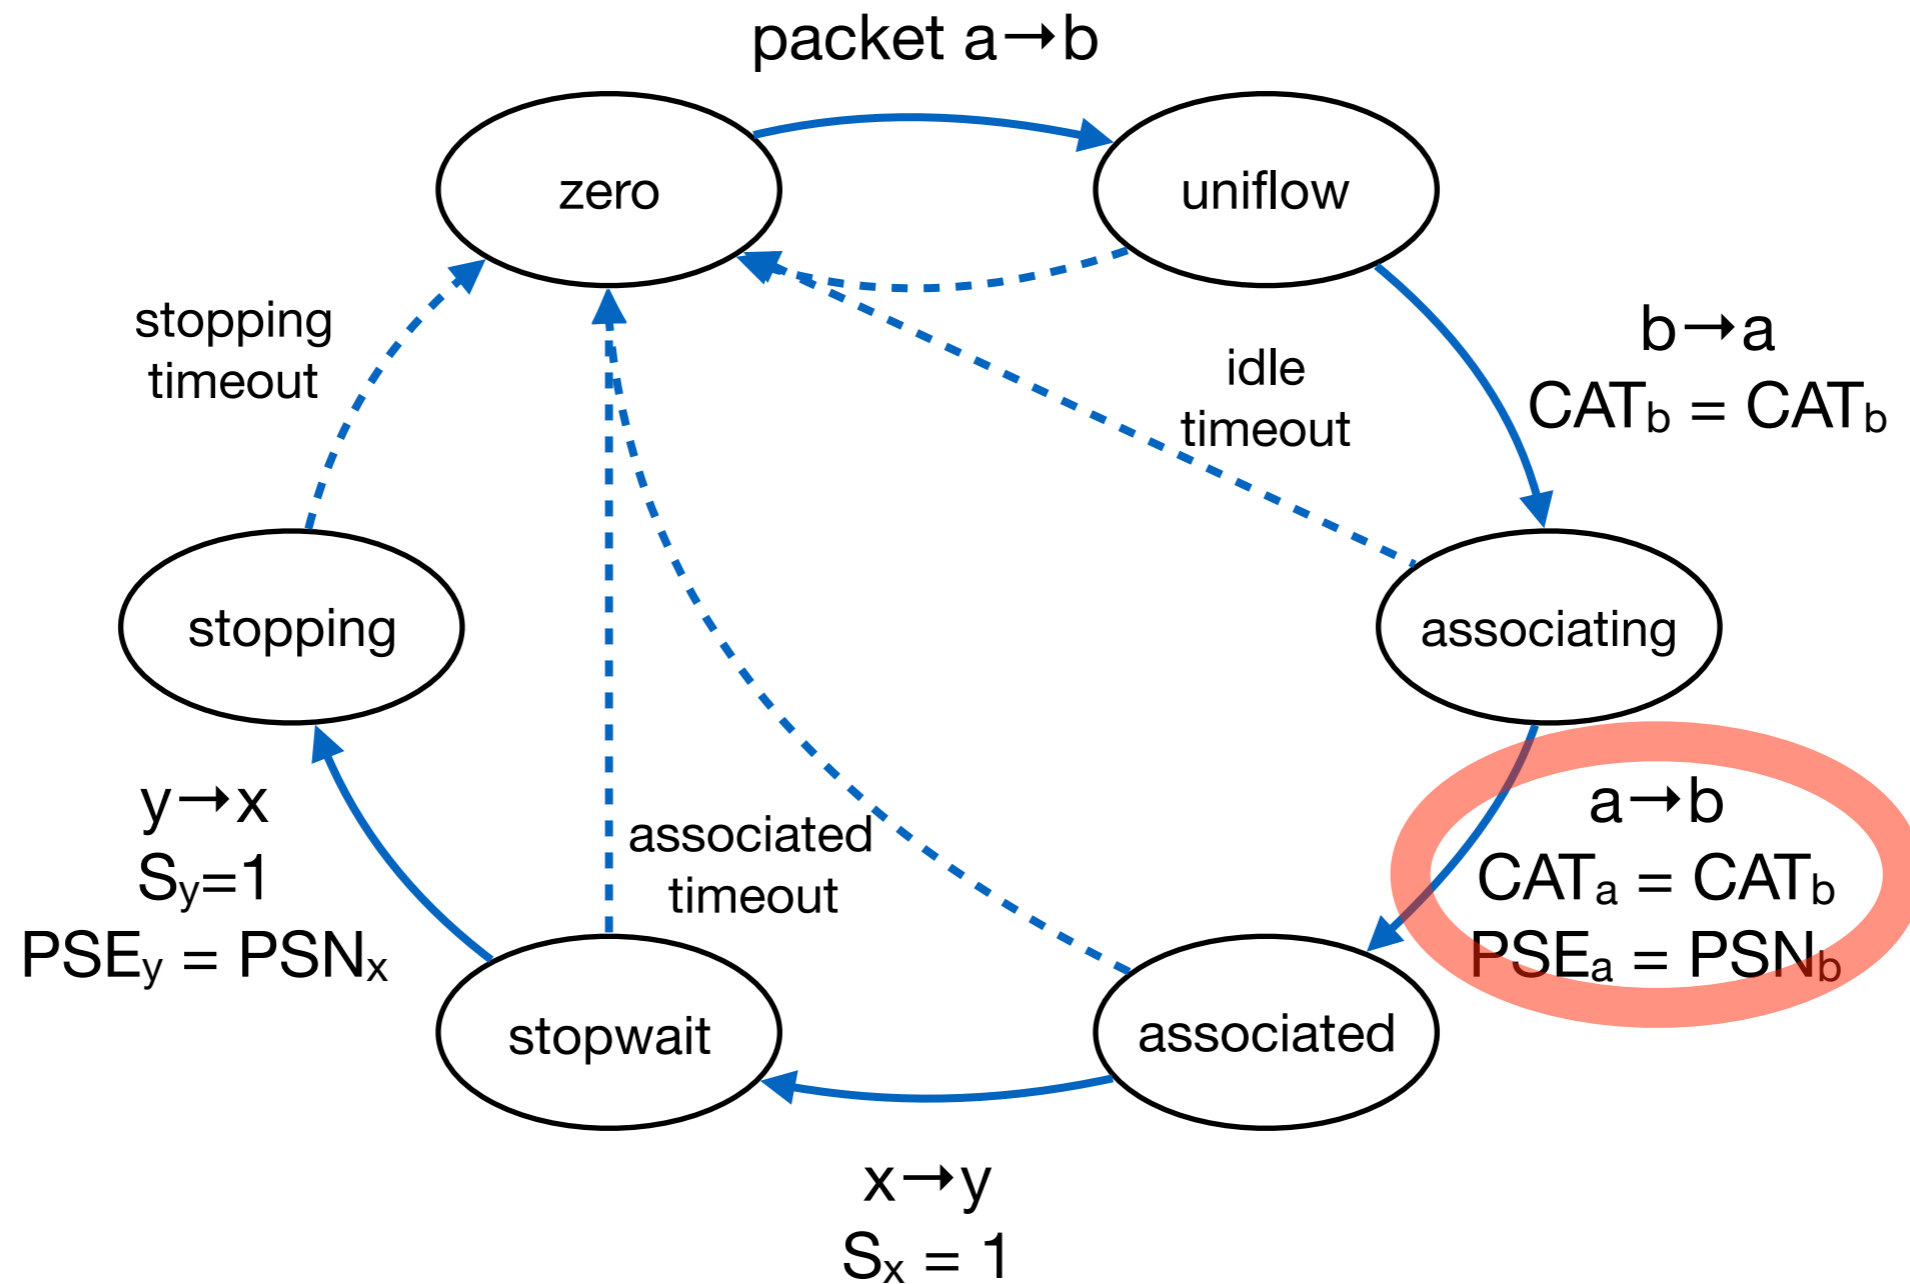 packet a→b
zero
uniflow
stopping
timeout
idle
timeout
b→a
CATb = CATb
stopping
associating
y→x
Sy=1
PSEy = PSNx
associated
timeout
a→b
CATa = CATb
PSEa = PSNb
stopwait
associated
x→y
Sx = 1